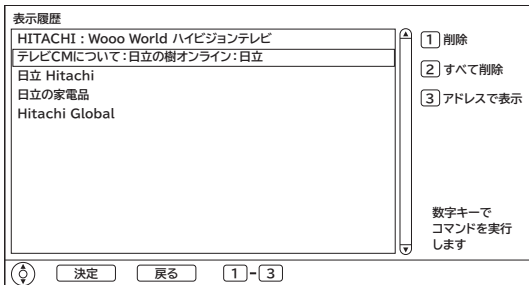 表示履歴
HITACHI : Wooo World ハイビジョンテレビ
テレビCMについて：日立の樹オンライン：日立
日立 Hitachi
日立の家電品
Hitachi Global
1 削除
2 すべて削除
3 アドレスで表示
数字キーで
コマンドを実行
します
決定 戻る 1-3